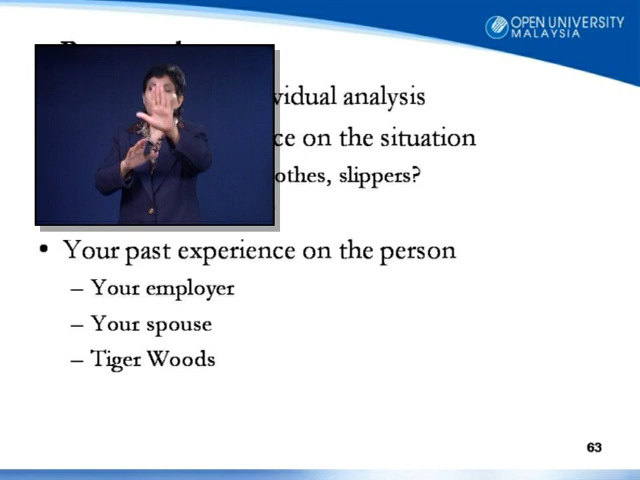 OPEN UNIVERSITY
MALAYSIA
vidual analysis
ce on the situation
othes, slippers?
• Your past experience on the person
– Your employer
– Your spouse
– Tiger Woods
63